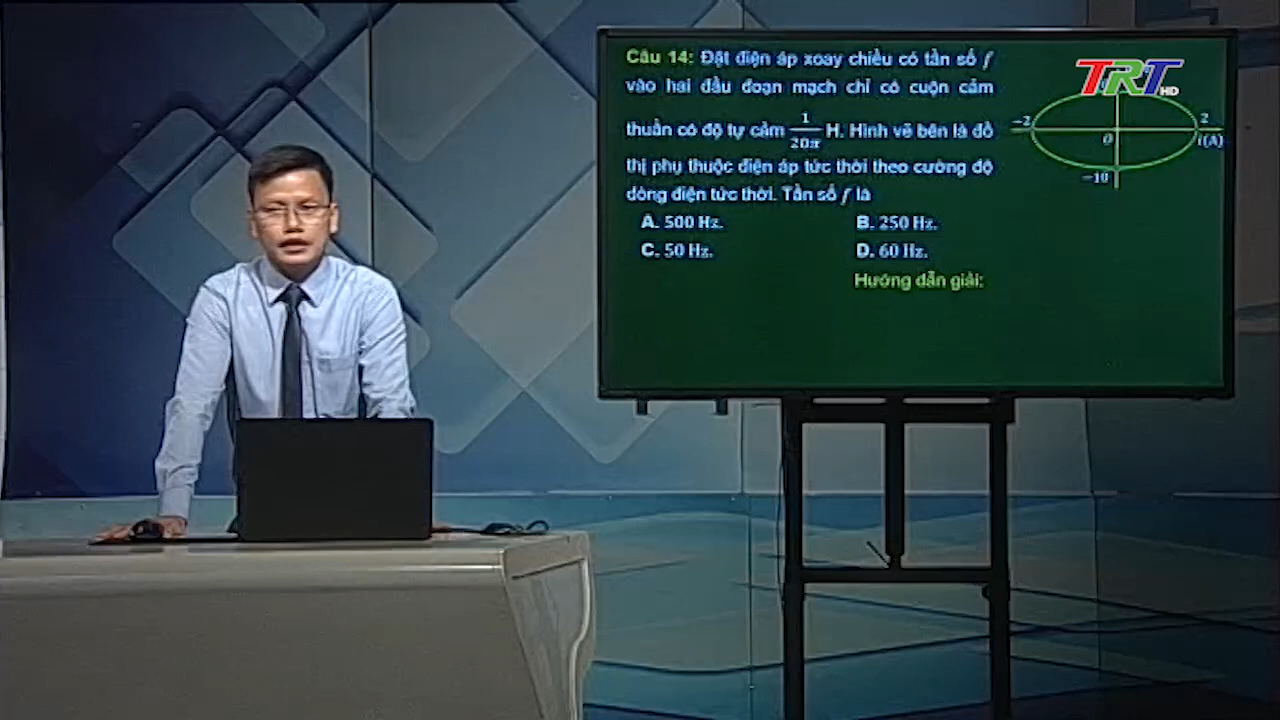 Câu 14: Đặt điện áp xoay chiều có tần số f
vào hai đầu đoạn mạch chỉ có cuộn cảm
thuần có độ tự cảm 1/20π H. Hình vẽ bên là đồ
thị phụ thuộc điện áp tức thời theo cường độ
dòng điện tức thời. Tần số f là
A. 500 Hz. B. 250 Hz.
C. 50 Hz. D. 60 Hz.
Hướng dẫn giải:
TRT HD
−2 2
O i(A)
−10